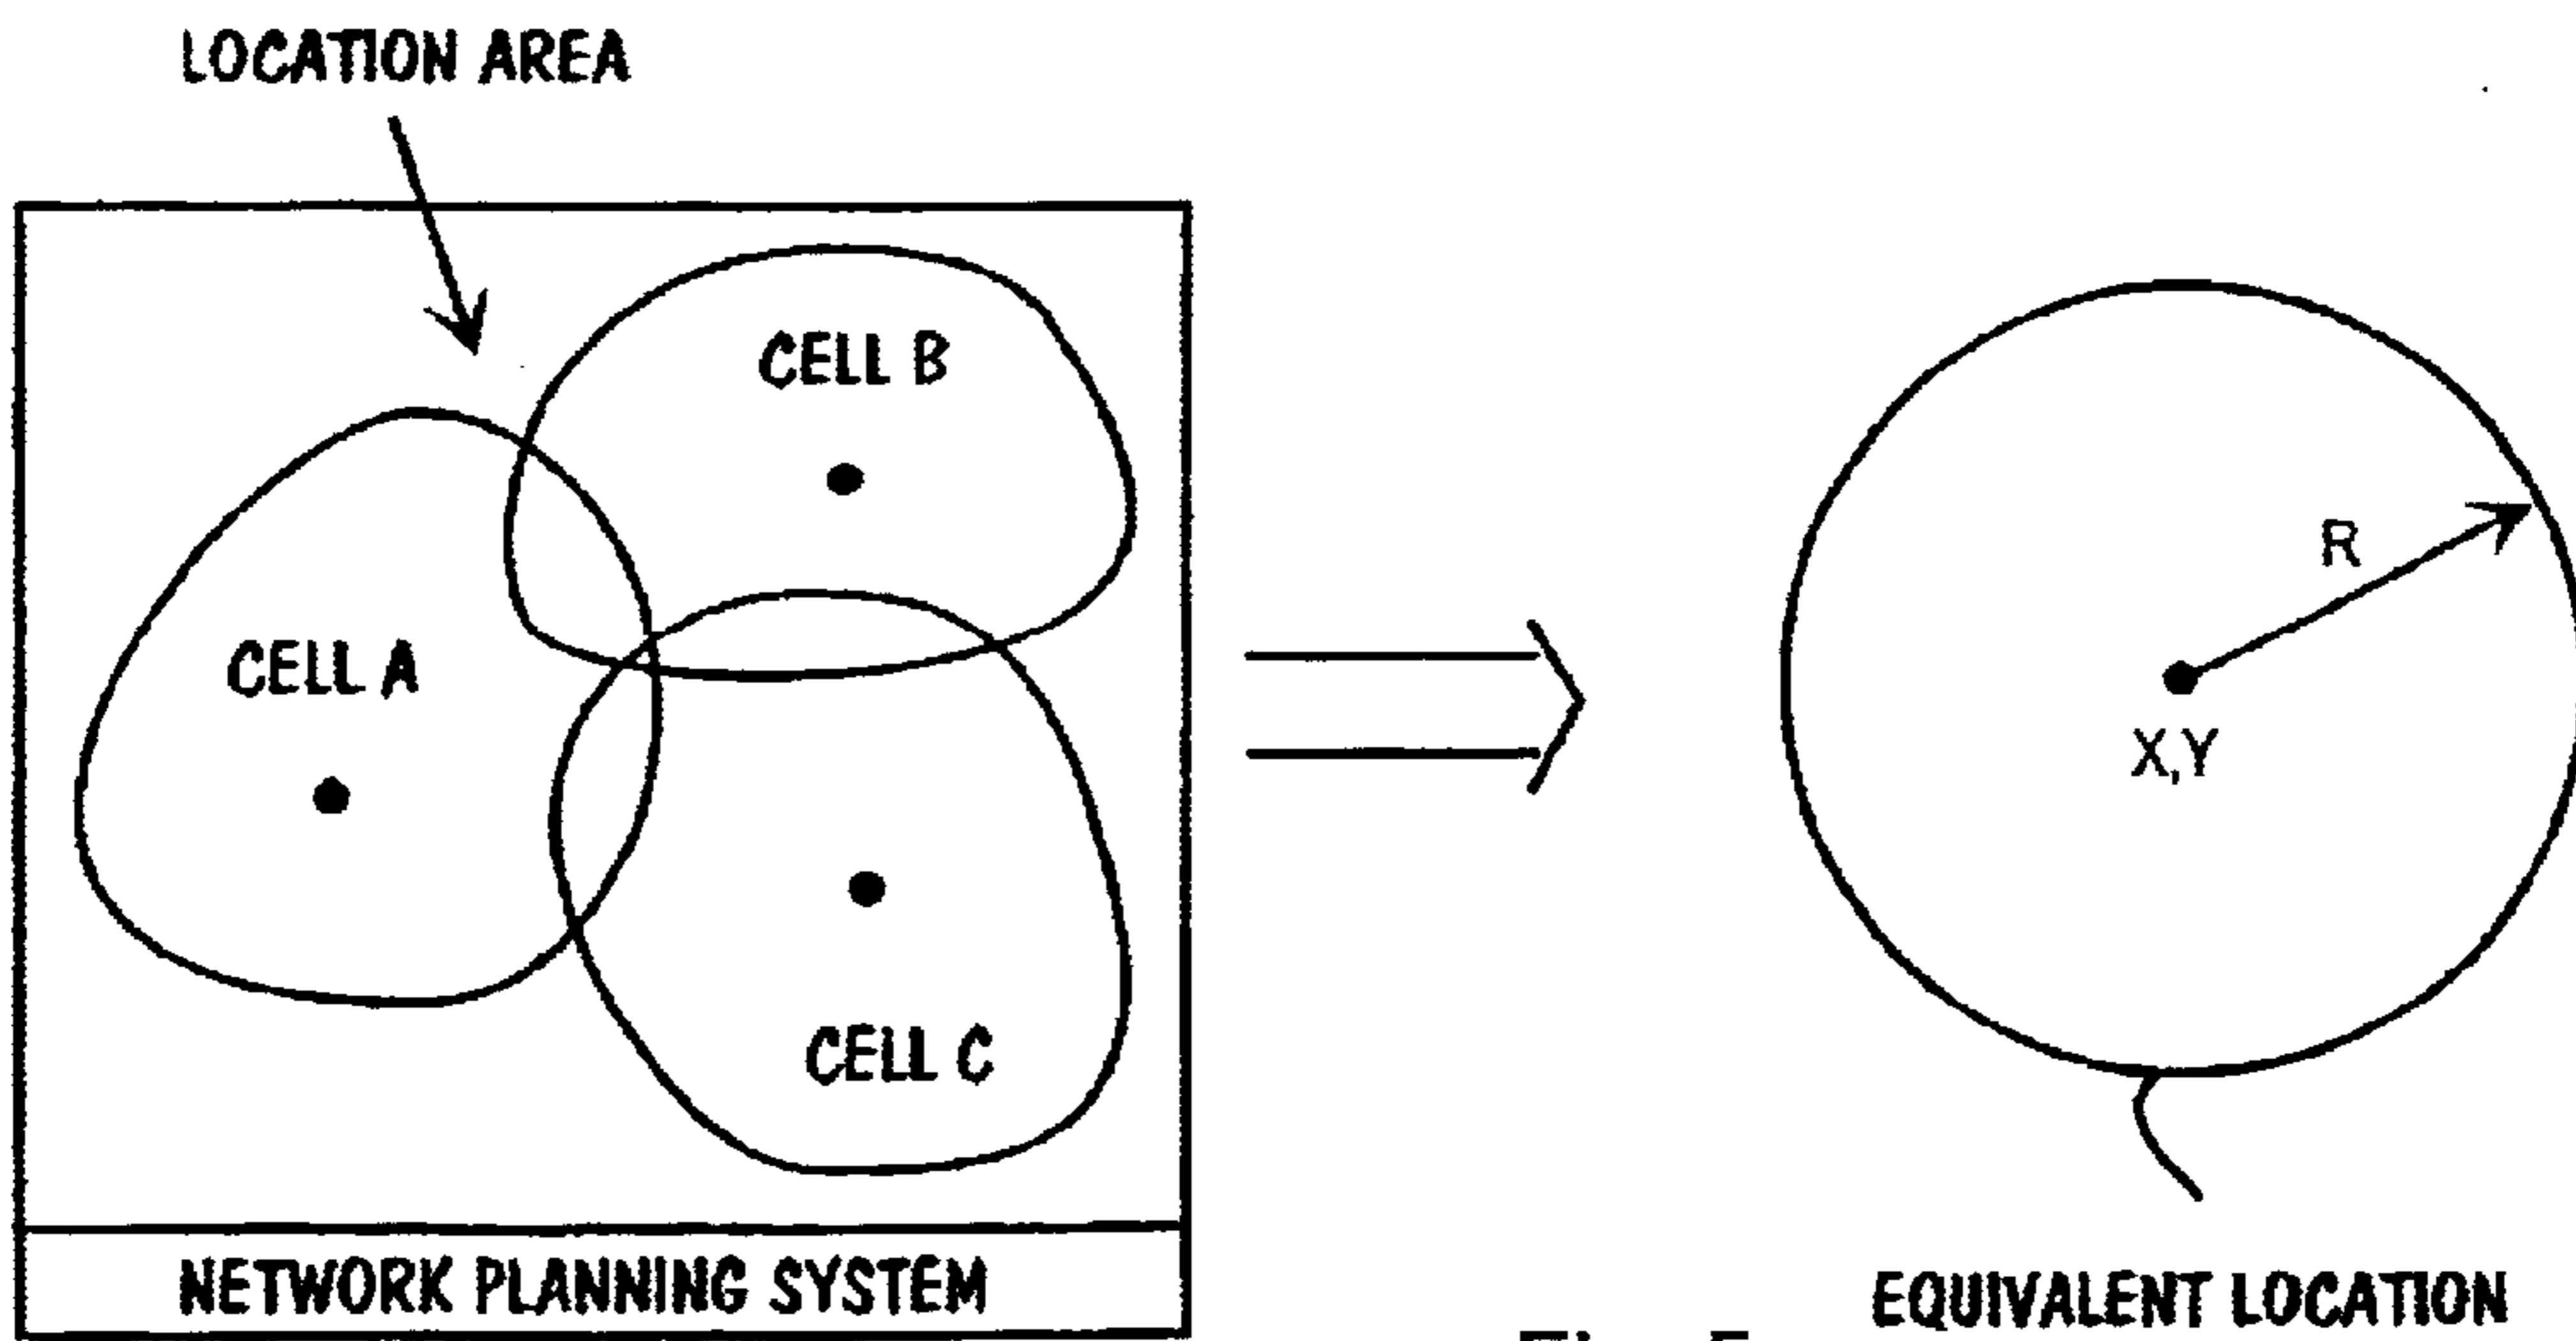 LOCATION AREA
CELL B
CELL A
R
X,Y
CELL C
NETWORK PLANNING SYSTEM
EQUIVALENT LOCATION